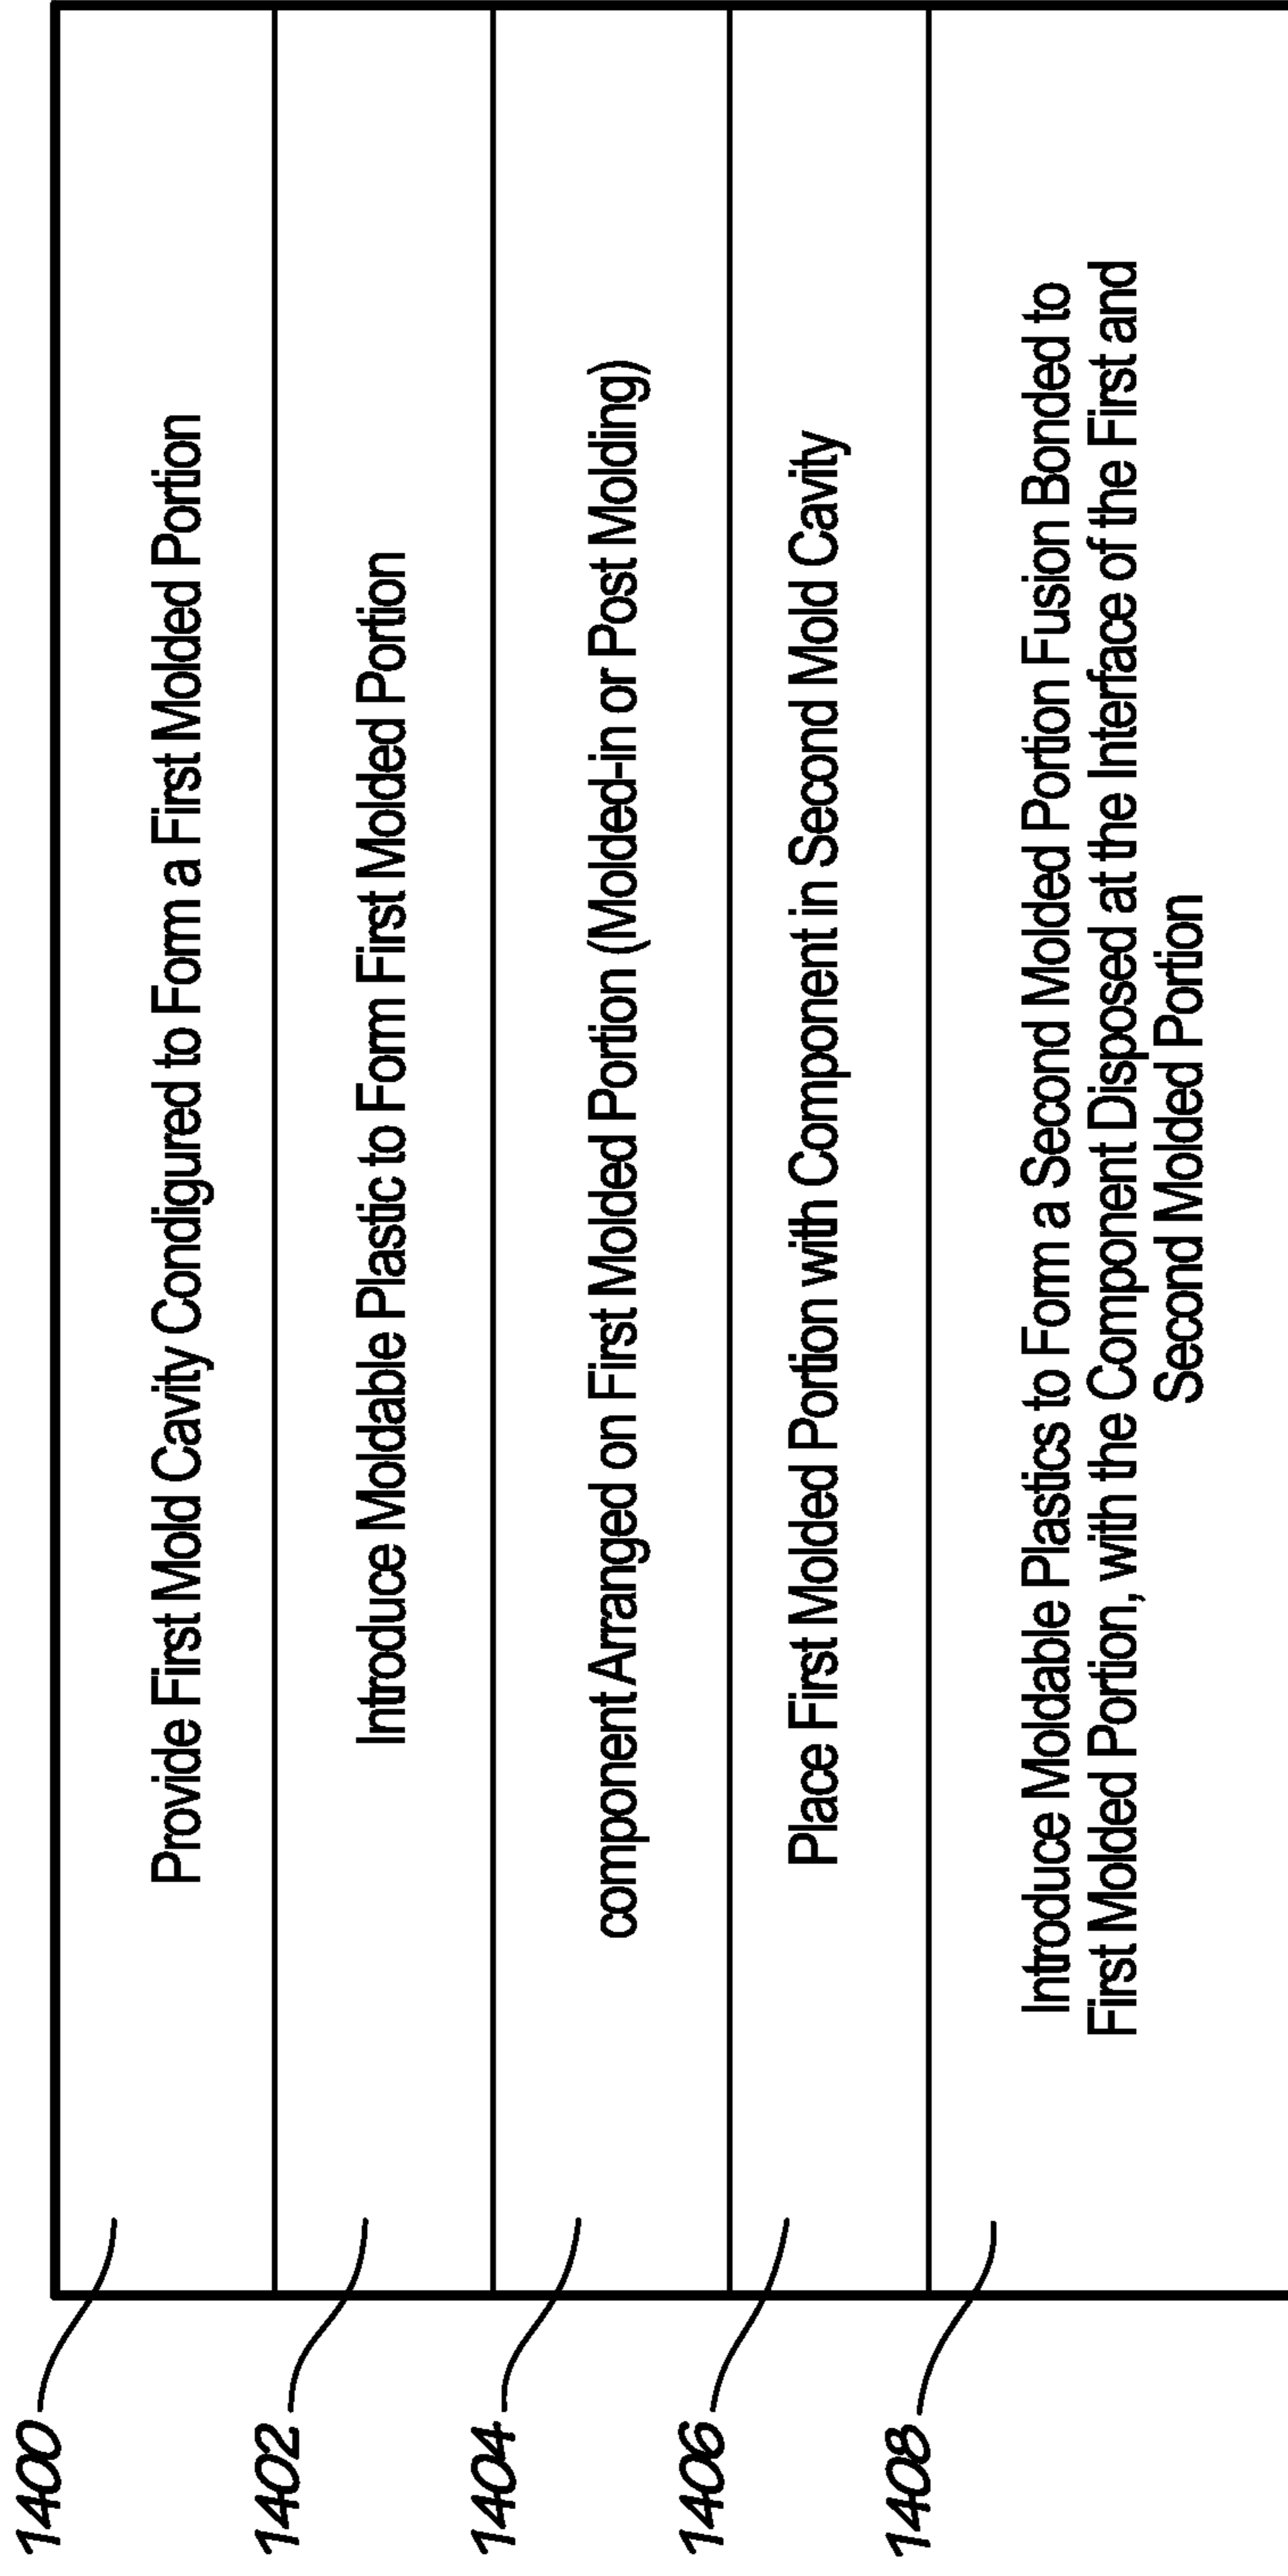 1400
Provide First Mold Cavity Condigured to Form a First Molded Portion
1402
Introduce Moldable Plastic to Form First Molded Portion
1404
component Arranged on First Molded Portion (Molded-in or Post Molding)
1406
Place First Molded Portion with Component in Second Mold Cavity
1408
Introduce Moldable Plastics to Form a Second Molded Portion Fusion Bonded to
First Molded Portion, with the Component Disposed at the Interface of the First and
Second Molded Portion